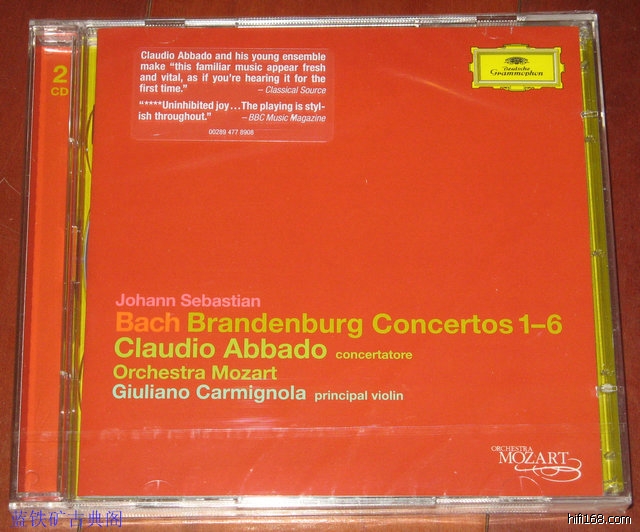 2
CD
Claudio Abbado and his young ensemble
make “this familiar music appear fresh
and vital, as if you’re hearing it for the
first time.” – Classical Source
“****Uninhibited joy…The playing is styl-
ish throughout.” – BBC Music Magazine
00289 477 8908
Deutsche
Grammophon
Johann Sebastian
Bach Brandenburg Concertos 1–6
Claudio Abbado concertatore
Orchestra Mozart
Giuliano Carmignola principal violin
ORCHESTRA
MOZART
蓝铁矿古典阁
hifi168.com